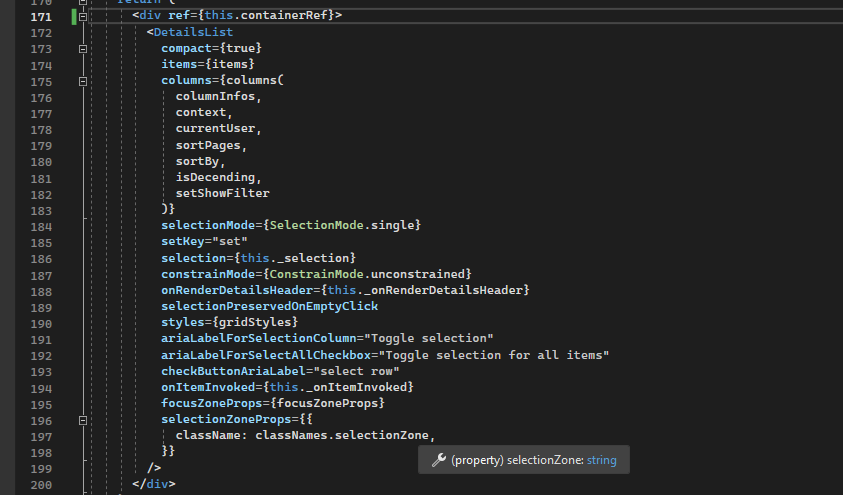 170 return (
171 <div ref={this.containerRef}>
172 <DetailsList
173 compact={true}
174 items={items}
175 columns={columns(
176 columnInfos,
177 context,
178 currentUser,
179 sortPages,
180 sortBy,
181 isDecending,
182 setShowFilter
183 )}
184 selectionMode={SelectionMode.single}
185 setKey="set"
186 selection={this._selection}
187 constrainMode={ConstrainMode.unconstrained}
188 onRenderDetailsHeader={this._onRenderDetailsHeader}
189 selectionPreservedOnEmptyClick
190 styles={gridStyles}
191 ariaLabelForSelectionColumn="Toggle selection"
192 ariaLabelForSelectAllCheckbox="Toggle selection for all items"
193 checkButtonAriaLabel="select row"
194 onItemInvoked={this._onItemInvoked}
195 focusZoneProps={focusZoneProps}
196 selectionZoneProps={{
197 className: classNames.selectionZone,
198 }}
(property) selectionZone: string
199 />
200 </div>